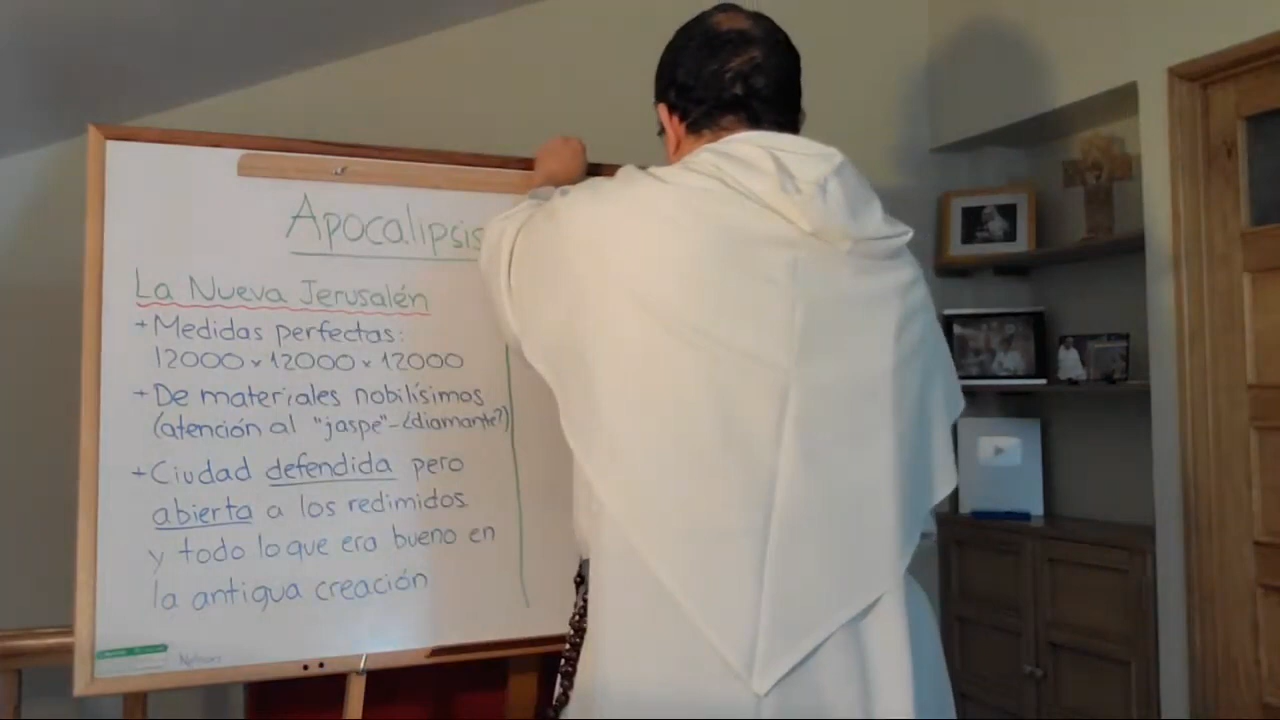 Apocalipsis
La Nueva Jerusalén
+Medidas perfectas:
12000 x 12000 x 12000
+De materiales nobilísimos
(atención al "jaspe"-¿diamante?)
+Ciudad defendida pero
abierta a los redimidos
y todo lo que era bueno en
la antigua creación